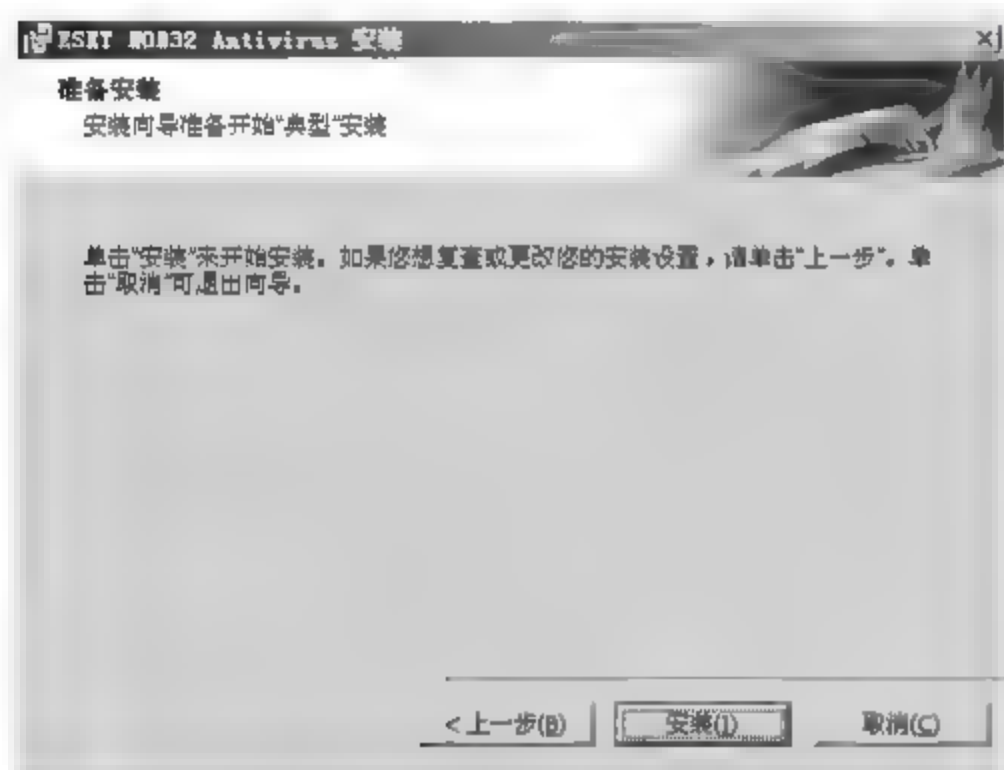 ESET NOD32 Antivirus 安装
准备安装
安装向导准备开始“典型”安装
单击“安装”来开始安装。如果您想复查或更改您的安装设置，请单击“上一步”。单
击“取消”可退出向导。
<上一步(B) 安装(I) 取消(C)